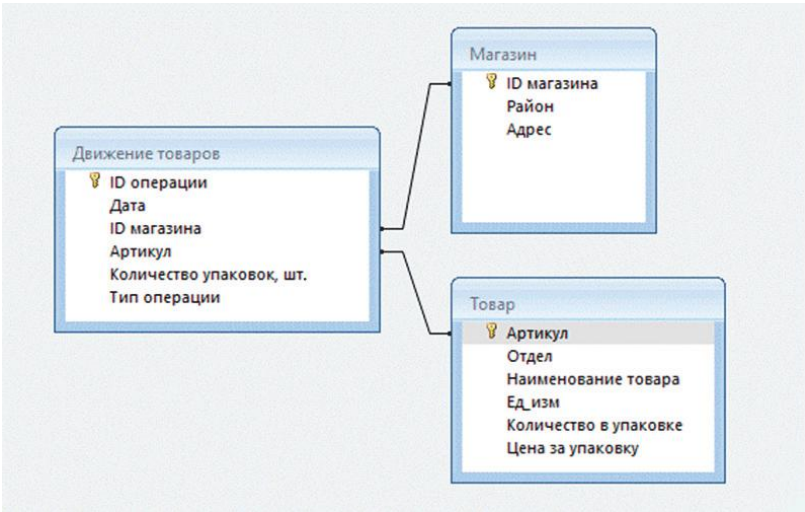 Движение товаров
ID операции
Дата
ID магазина
Артикул
Количество упаковок, шт.
Тип операции
Магазин
ID магазина
Район
Адрес
Товар
Артикул
Отдел
Наименование товара
Ед_изм
Количество в упаковке
Цена за упаковку